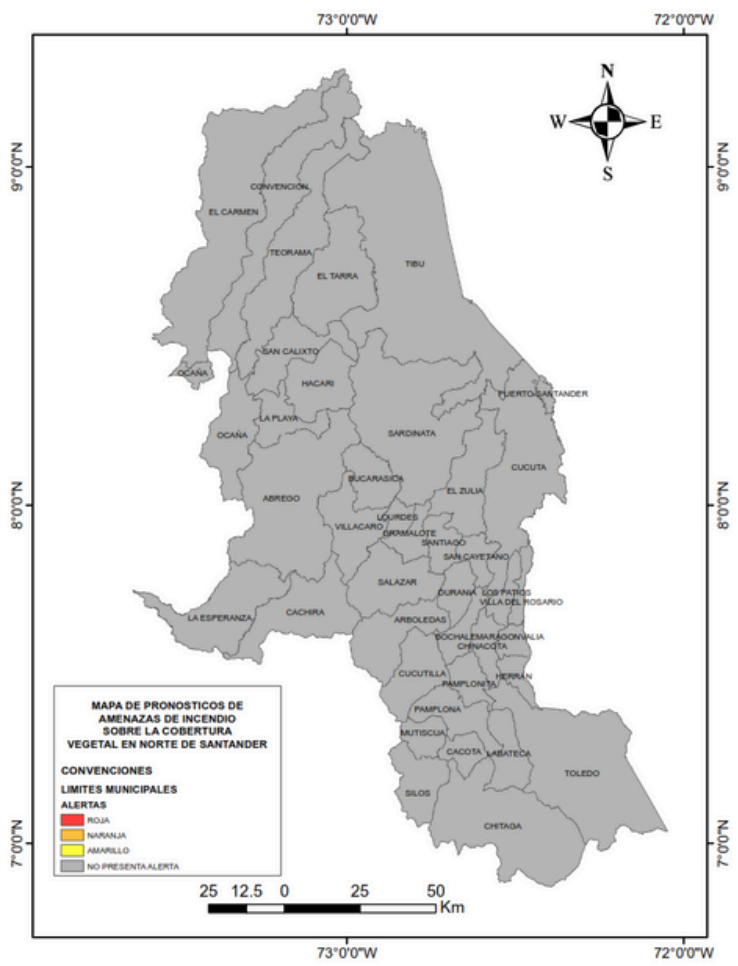 73°0'0"W 72°0'0"W
N
W E
S
9°0'0"N 9°0'0"N
CONVENCIÓN
EL CARMEN
TEORAMA
TIBU
EL TARRA
SAN CALIXTO
OCAÑA
HACARI
PUERTO SANTANDER
LA PLAYA
OCAÑA
SARDINATA
CUCUTA
BUCARASICA
EL ZULIA
ABREGO
8°0'0"N 8°0'0"N
LOURDES
VILLACARO
GRAMALOTE
SANTIAGO
SAN CAYETANO
SALAZAR
DURANIA
LOS PATIOS
VILLA DEL ROSARIO
CACHIRA
LA ESPERANZA
ARBOLEDAS
BOCHALEMA
RAGONVALIA
CHINACOTA
CUCUTILLA
HERRÁN
PAMPLONITA
PAMPLONA
MUTISCUA
CACOTA
LABATECA
TOLEDO
SILOS
CHITAGA
7°0'0"N 7°0'0"N
MAPA DE PRONOSTICOS DE
AMENAZAS DE INCENDIO
SOBRE LA COBERTURA
VEGETAL EN NORTE DE SANTANDER
CONVENCIONES
LIMITES MUNICIPALES
ALERTAS
ROJA
NARANJA
AMARILLO
NO PRESENTA ALERTA
25 12.5 0 25 50
Km
73°0'0"W 72°0'0"W